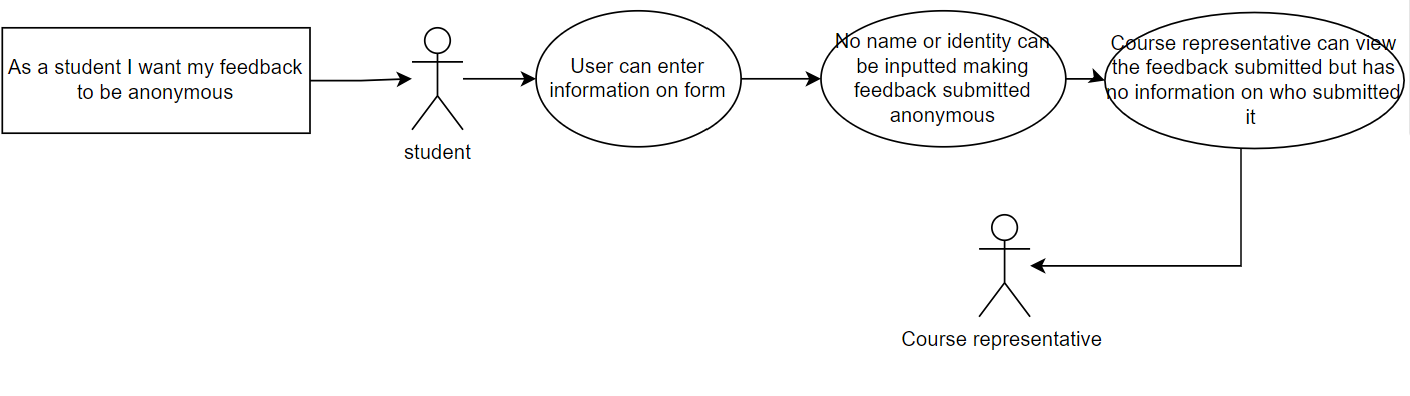 As a student I want my feedback
to be anonymous
student
User can enter
information on form
No name or identity can
be inputted making
feedback submitted
anonymous
Course representative can view
the feedback submitted but has
no information on who submitted
it
Course representative